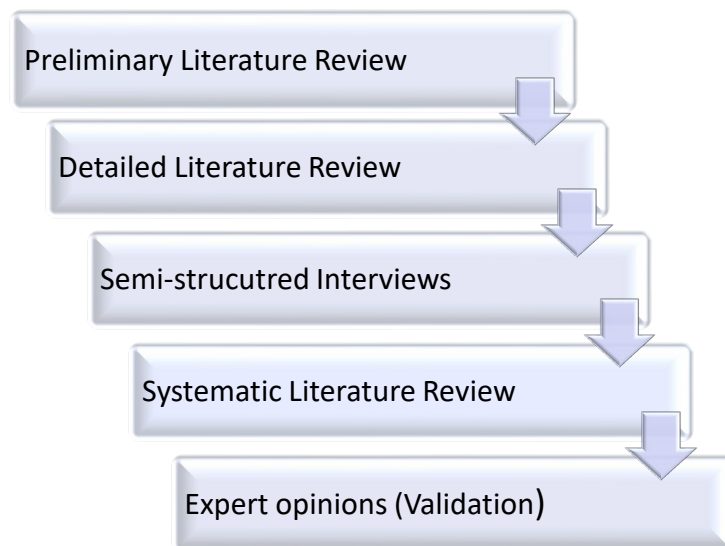 Preliminary Literature Review
Detailed Literature Review
Semi-strucutred Interviews
Systematic Literature Review
Expert opinions (Validation)